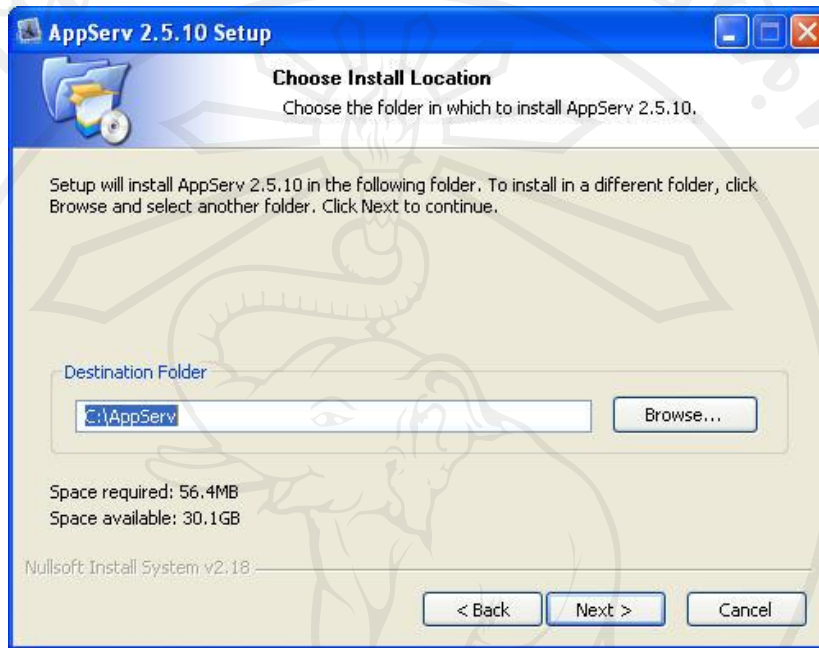 AppServ 2.5.10 Setup
Choose Install Location
Choose the folder in which to install AppServ 2.5.10.
Setup will install AppServ 2.5.10 in the following folder. To install in a different folder, click
Browse and select another folder. Click Next to continue.
Destination Folder
C:\AppServ
Browse...
Space required: 56.4MB
Space available: 30.1GB
Nullsoft Install System v2.18
< Back
Next >
Cancel